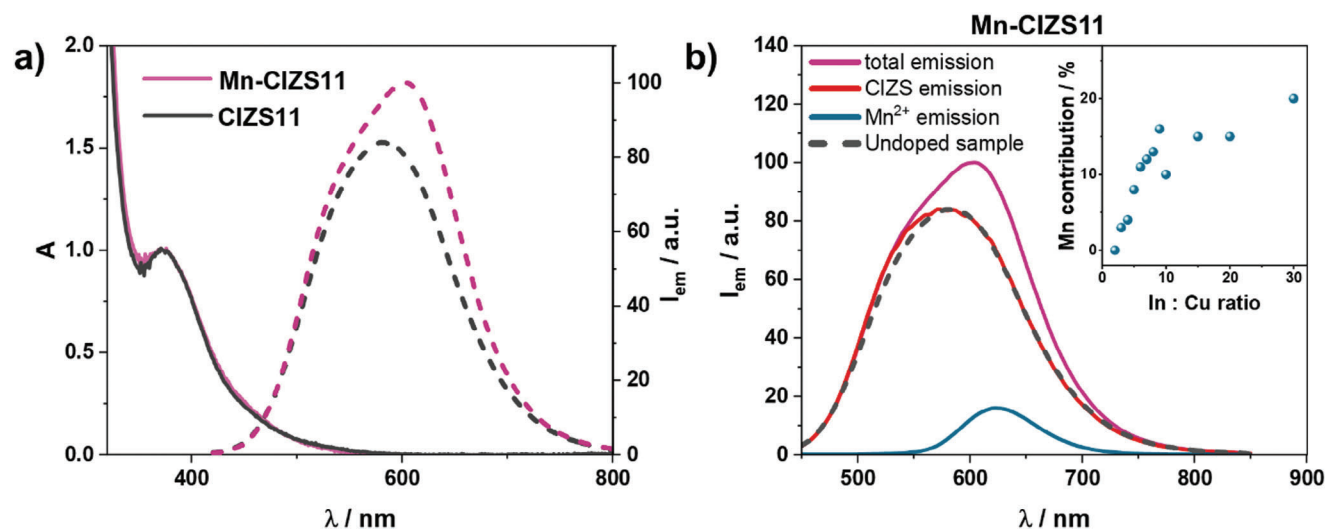 a)
2.0
1.5
1.0
0.5
0.0
A
Mn-CIZS11
CIZS11
100
80
60
40
20
0
I_em / a.u.
400 600 800
λ / nm
b)
Mn-CIZS11
140
120
100
80
60
40
20
0
I_em / a.u.
total emission
CIZS emission
Mn²⁺ emission
Undoped sample
450 600 700 800 900
λ / nm
Mn contribution / %
20
10
0
0 10 20 30
In : Cu ratio